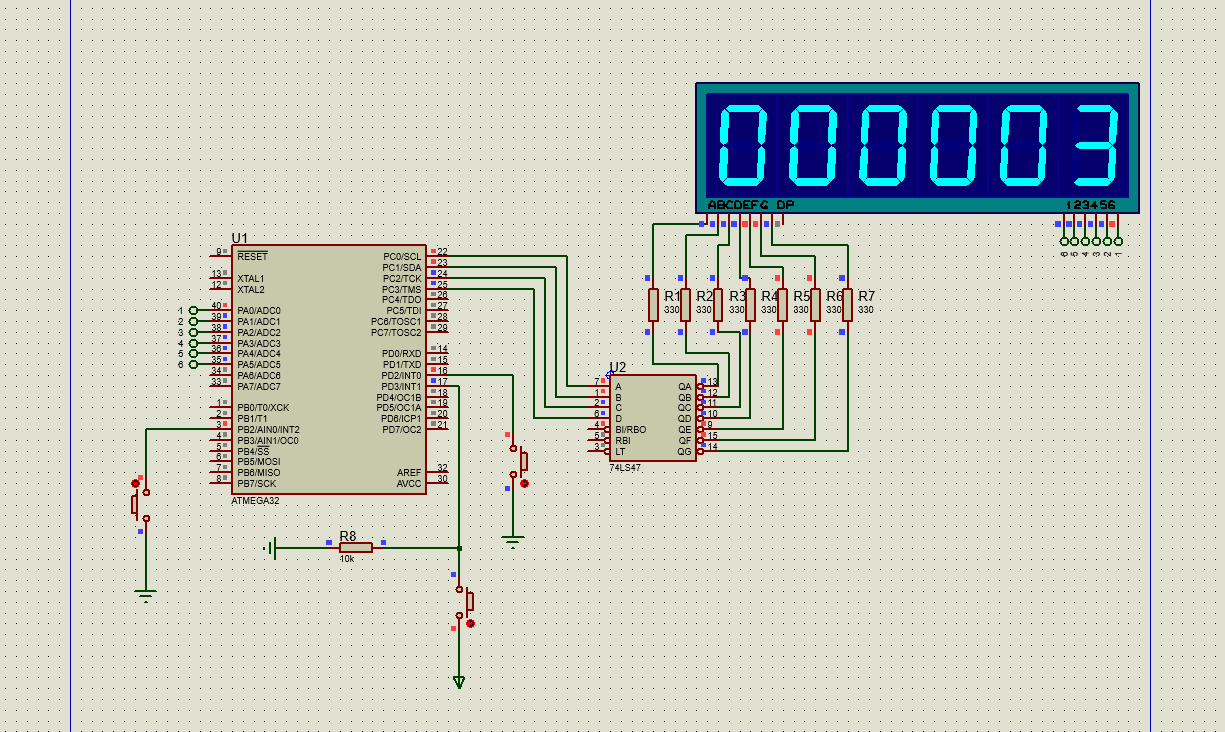 000003
ABCDEFG DP
123456
6 5 4 3 2 1
U1
9 RESET
13 XTAL1
12 XTAL2
1 40 PA0/ADC0
2 39 PA1/ADC1
3 38 PA2/ADC2
4 37 PA3/ADC3
5 36 PA4/ADC4
6 35 PA5/ADC5
34 PA6/ADC6
33 PA7/ADC7
1 PB0/T0/XCK
2 PB1/T1
3 PB2/AIN0/INT2
4 PB3/AIN1/OC0
5 PB4/SS
6 PB5/MOSI
7 PB6/MISO
8 PB7/SCK
PC0/SCL 22
PC1/SDA 23
PC2/TCK 24
PC3/TMS 25
PC4/TDO 26
PC5/TDI 27
PC6/TOSC1 28
PC7/TOSC2 29
PD0/RXD 14
PD1/TXD 15
PD2/INT0 16
PD3/INT1 17
PD4/OC1B 18
PD5/OC1A 19
PD6/ICP1 20
PD7/OC2 21
AREF 32
AVCC 30
ATMEGA32
R1 R2 R3 R4 R5 R6 R7
330 330 330 330 330 330 330
U2
7 A QA 13
1 B QB 12
2 C QC 11
6 D QD 10
4 BI/RBO QE 9
5 RBI QF 15
3 LT QG 14
74LS47
R8
10k